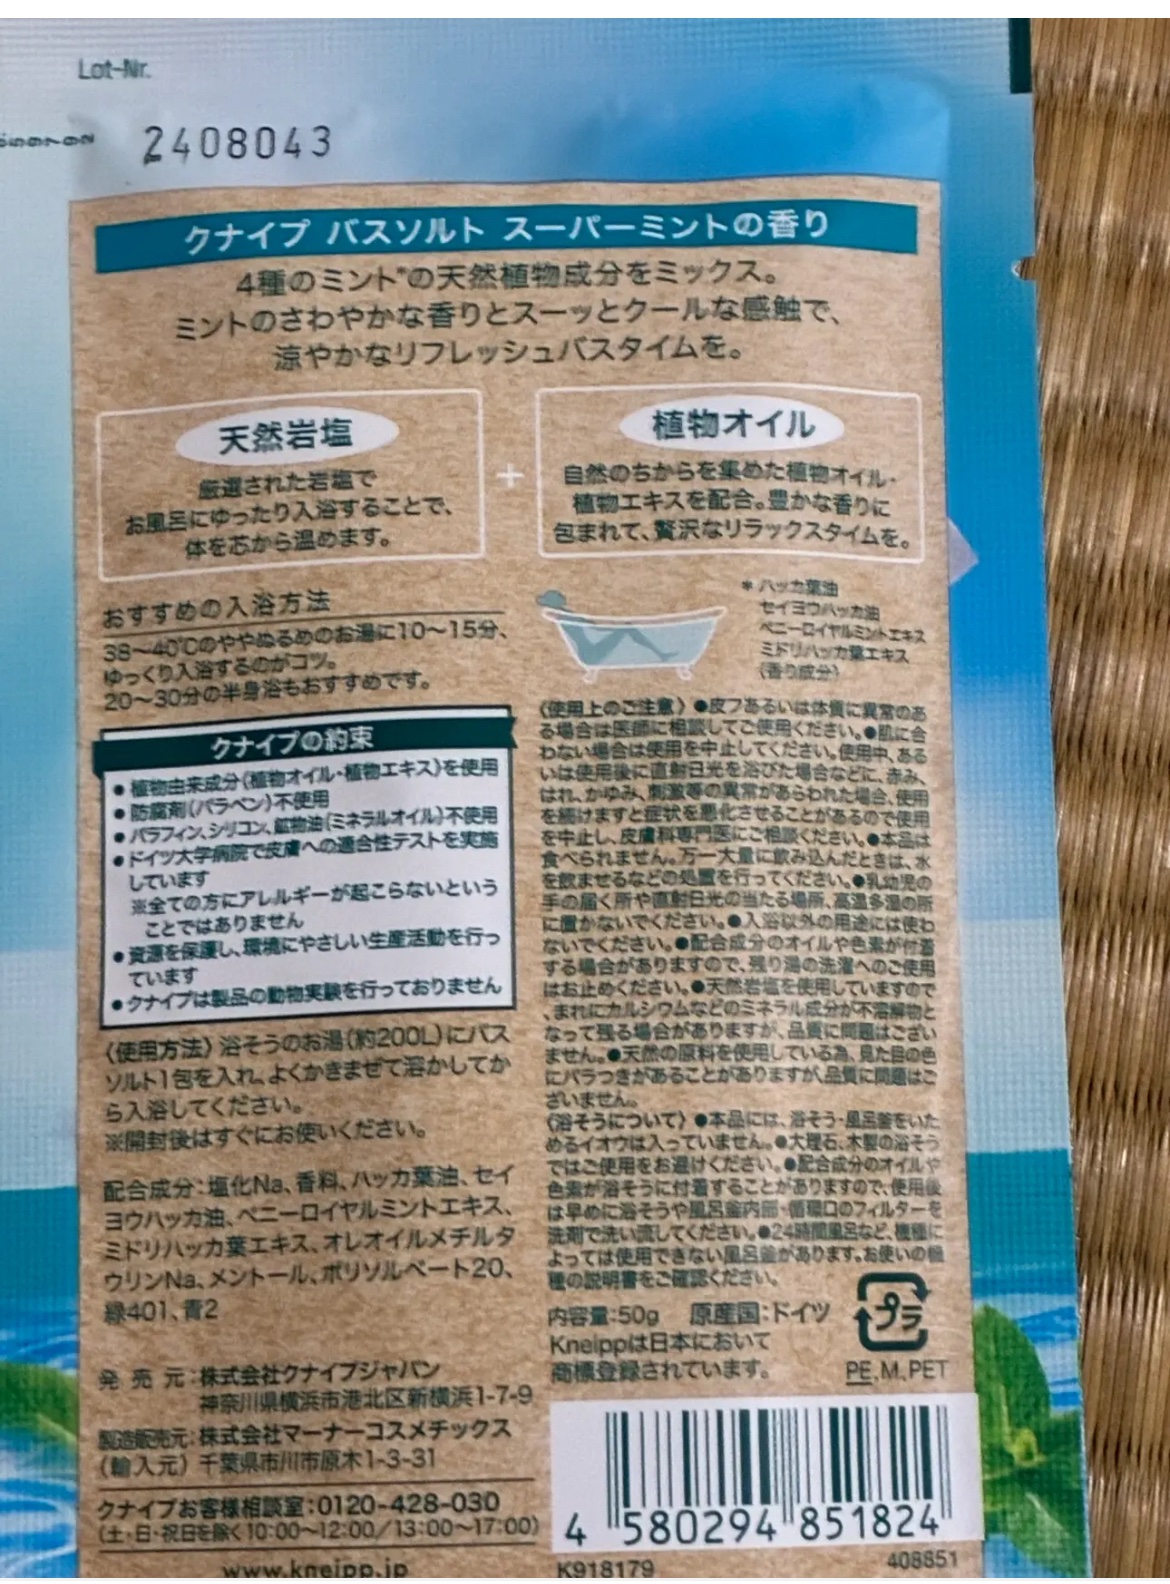 Lot-Nr.
2408043
クナイプ バスソルト スーパーミントの香り
4種のミント*の天然植物成分をミックス。
ミントのさわやかな香りとスーッとクールな感触で、
涼やかなリフレッシュバスタイムを。
天然岩塩
厳選された岩塩で
お風呂にゆったり入浴することで、
体を芯から温めます。
+
植物オイル
自然のちからを集めた植物オイル・
植物エキスを配合。豊かな香りに
包まれて、贅沢なリラックスタイムを。
おすすめの入浴方法
38〜40℃のややぬるめのお湯に10〜15分、
ゆっくり入浴するのがコツ。
20〜30分の半身浴もおすすめです。
* ハッカ葉油
セイヨウハッカ油
ペニーロイヤルミントエキス
ミドリハッカ葉エキス
(香り成分)
クナイプの約束
●植物由来成分(植物オイル・植物エキス)を使用
●防腐剤(パラベン)不使用
●パラフィン、シリコン、鉱物油(ミネラルオイル)不使用
●ドイツ大学病院で皮膚への適合性テストを実施
しています
※全ての方にアレルギーが起こらないという
ことではありません
●資源を保護し、環境にやさしい生産活動を行っ
ています
●クナイプは製品の動物実験を行っておりません
〈使用方法〉浴そうのお湯(約200L)にバス
ソルト1包を入れ、よくかきまぜて溶かしてか
ら入浴してください。
※開封後はすぐにお使いください。
配合成分:塩化Na、香料、ハッカ葉油、セイ
ヨウハッカ油、ペニーロイヤルミントエキス、
ミドリハッカ葉エキス、オレオイルメチルタ
ウリンNa、メントール、ポリソルベート20、
緑401、青2
発売元:株式会社クナイプジャパン
神奈川県横浜市港北区新横浜1-7-9
製造販売元:株式会社マーナーコスメチックス
(輸入元) 千葉県市川市原木1-3-31
クナイプお客様相談室:0120-428-030
(土・日・祝日を除く10:00〜12:00/13:00〜17:00)
www.kneipp.jp
〈使用上のご注意〉●皮フあるいは体質に異常のあ
る場合は医師に相談してご使用ください。●肌に合
わない場合は使用を中止してください。使用中、ある
いは使用後に直射日光を浴びた場合などに、赤み、
はれ、かゆみ、刺激等の異常があらわれた場合、使用
を続けますと症状を悪化させることがあるので使用
を中止し、皮膚科専門医にご相談ください。●本品は
食べられません。万一大量に飲み込んだときは、水
を飲ませるなどの処置を行ってください。●乳幼児の
手の届く所や直射日光の当たる場所、高温多湿の所
に置かないでください。●入浴以外の用途には使わ
ないでください。●配合成分のオイルや色素が付着
する場合がありますので、残り湯の洗濯へのご使用
はお止めください。●天然岩塩を使用していますので
、まれにカルシウムなどのミネラル成分が不溶解物と
なって残る場合がありますが、品質に問題はござい
ません。●天然の原料を使用している為、見た目の色
にバラつきがあることがありますが、品質に問題はご
ざいません。
〈浴そうについて〉●本品には、浴そう・風呂釜をいた
めるイオウは入っていません。●大理石、木製の浴そう
ではご使用をお避けください。●配合成分のオイルや
色素が浴そうに付着することがありますので、使用後
は早めに浴そうや風呂釜内部・循環口のフィルターを
洗剤で洗い流してください。●24時間風呂など、機種に
よっては使用できない風呂釜があります。お使いの機
種の説明書をご確認ください。
内容量:50g 原産国:ドイツ
Kneippは日本において
商標登録されています。
プラ
PE,M,PET
4 580294 851824
K918179
408851